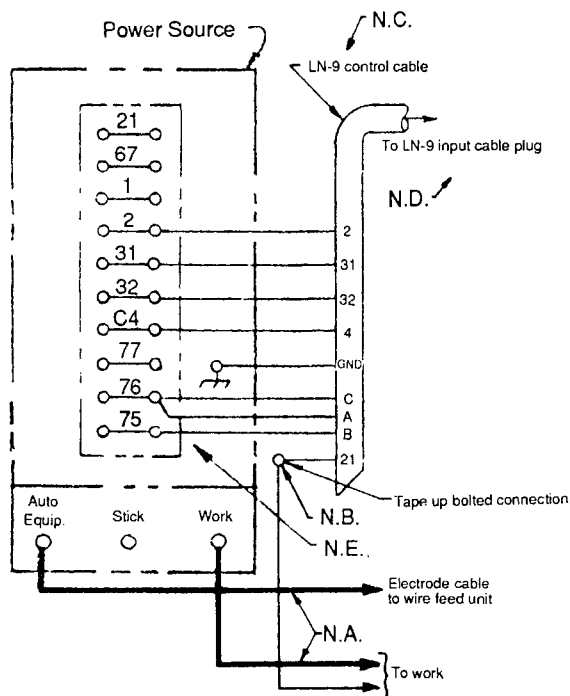 Power Source
N.C.
LN-9 control cable
To LN-9 input cable plug
N.D.
21
67
1
2
2
31
31
32
32
C4
4
77
GND
76
C
A
75
B
21
Tape up bolted connection
N.B.
N.E..
Auto
Equip.
Stick
Work
Electrode cable
to wire feed unit
N.A.
To work